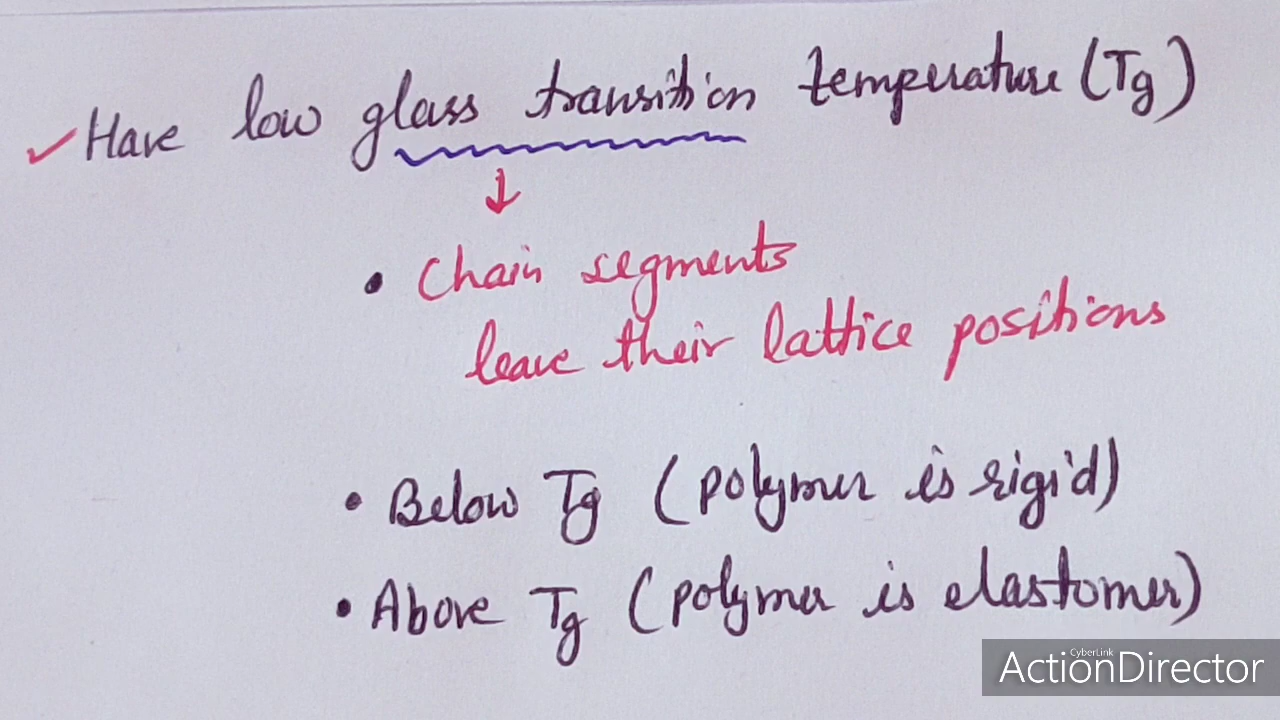 ✓ Have low glass transition temperature (Tg)
↓
• Chain segments
leave their lattice positions
• Below Tg (polymer is rigid)
• Above Tg (polymer is elastomer)
CyberLink
ActionDirector